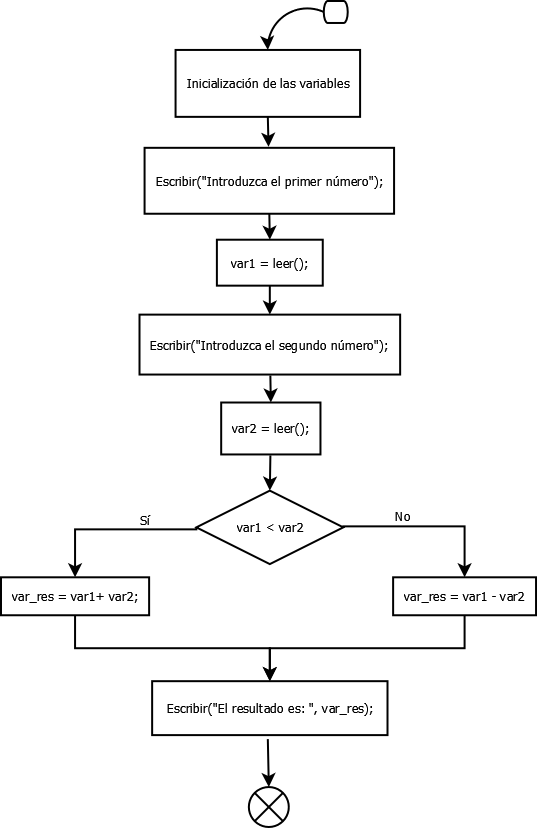 Inicialización de las variables
Escribir("Introduzca el primer número");
var1 = leer();
Escribir("Introduzca el segundo número");
var2 = leer();
var1 < var2
Sí
No
var_res = var1+ var2;
var_res = var1 - var2
Escribir("El resultado es: ", var_res);